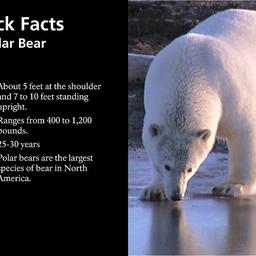 ck Facts
lar Bear
About 5 feet at the shoulder
and 7 to 10 feet standing
upright.
Ranges from 400 to 1,200
pounds.
25-30 years
Polar bears are the largest
species of bear in North
America.